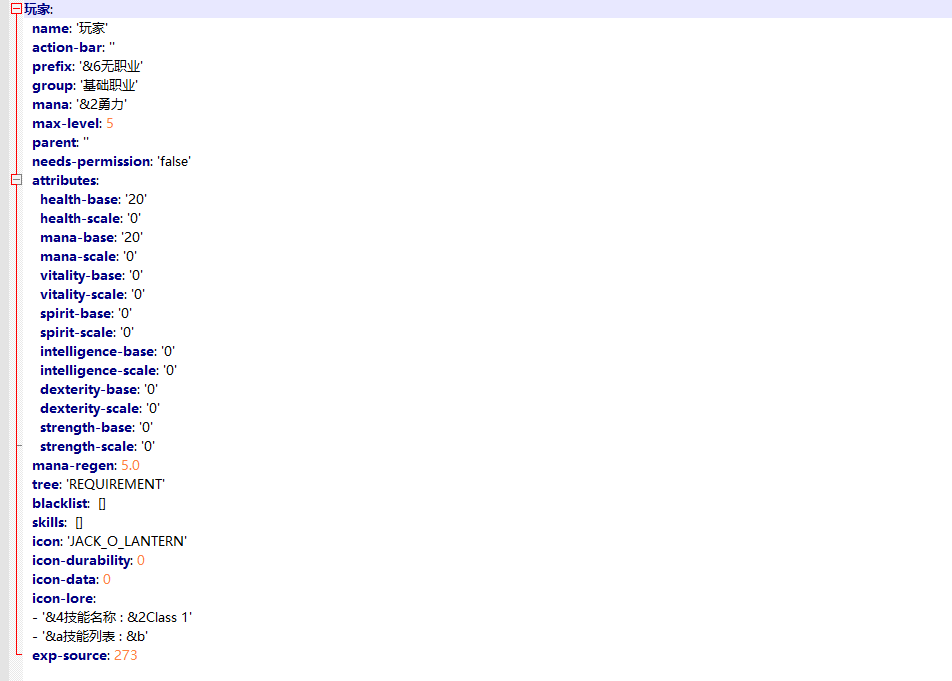 玩家:
name: '玩家'
action-bar: ''
prefix: '&6无职业'
group: '基础职业'
mana: '&2勇力'
max-level: 5
parent: ''
needs-permission: 'false'
attributes:
health-base: '20'
health-scale: '0'
mana-base: '20'
mana-scale: '0'
vitality-base: '0'
vitality-scale: '0'
spirit-base: '0'
spirit-scale: '0'
intelligence-base: '0'
intelligence-scale: '0'
dexterity-base: '0'
dexterity-scale: '0'
strength-base: '0'
strength-scale: '0'
mana-regen: 5.0
tree: 'REQUIREMENT'
blacklist: []
skills: []
icon: 'JACK_O_LANTERN'
icon-durability: 0
icon-data: 0
icon-lore:
- '&4技能名称 : &2Class 1'
- '&a技能列表 : &b'
exp-source: 273